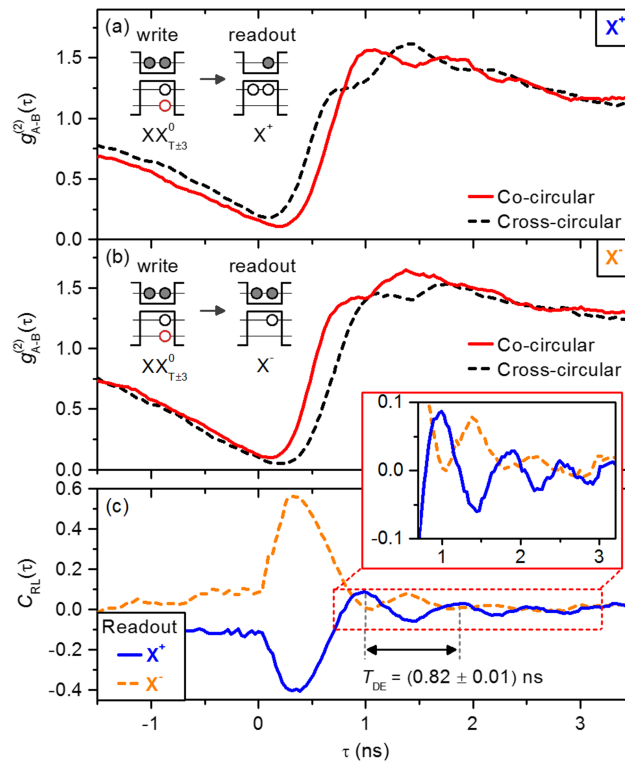 (a)
write
readout
X⁺
1.5
1.0
0.5
0.0
g⁽²⁾A-B(τ)
XX⁰T±3
X⁺
Co-circular
Cross-circular
(b)
write
readout
X⁻
1.5
1.0
0.5
0.0
g⁽²⁾A-B(τ)
XX⁰T±3
X⁻
Co-circular
Cross-circular
0.1
0.0
-0.1
1
2
3
(c)
0.6
0.4
0.2
0.0
-0.2
-0.4
CRL(τ)
Readout
X⁺
X⁻
TDE = (0.82 ± 0.01) ns
-1
0
1
2
3
τ (ns)